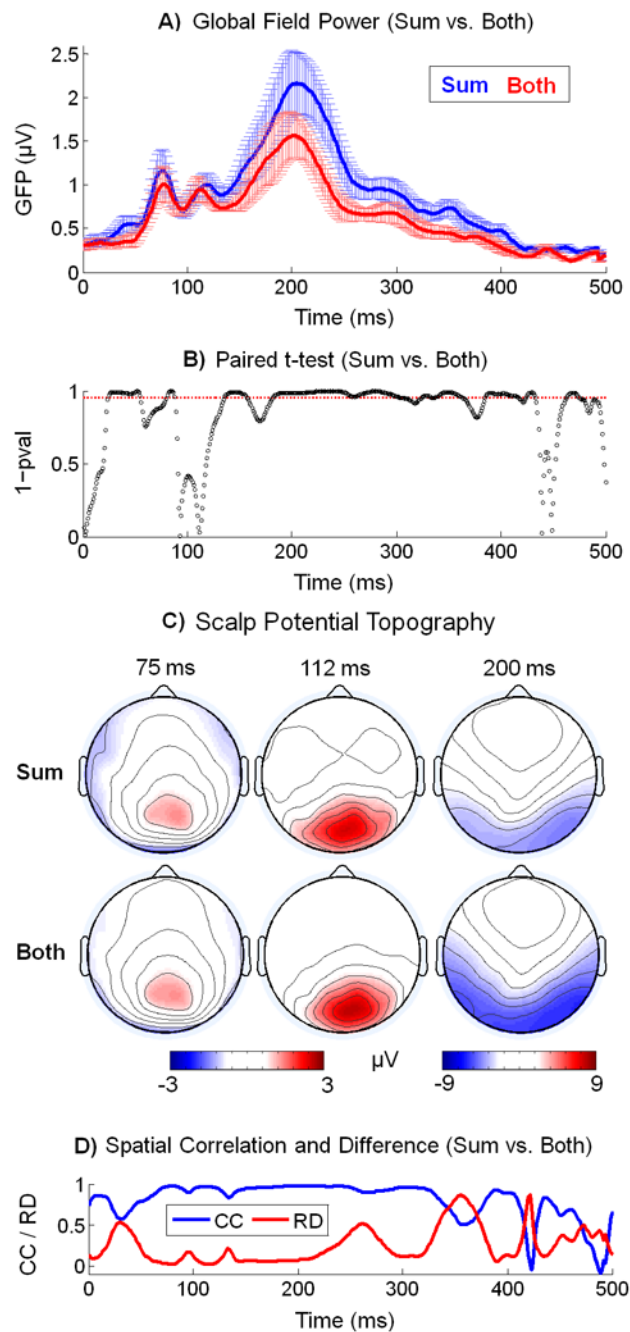 A) Global Field Power (Sum vs. Both)
Sum Both
GFP (µV)
2.5
2
1.5
1
0.5
0
0 100 200 300 400 500
Time (ms)
B) Paired t-test (Sum vs. Both)
1-pval
1
0.5
0
0 100 200 300 400 500
Time (ms)
C) Scalp Potential Topography
75 ms 112 ms 200 ms
Sum
Both
µV
-3 3 -9 9
D) Spatial Correlation and Difference (Sum vs. Both)
CC / RD
1
0.5
0
CC RD
0 100 200 300 400 500
Time (ms)